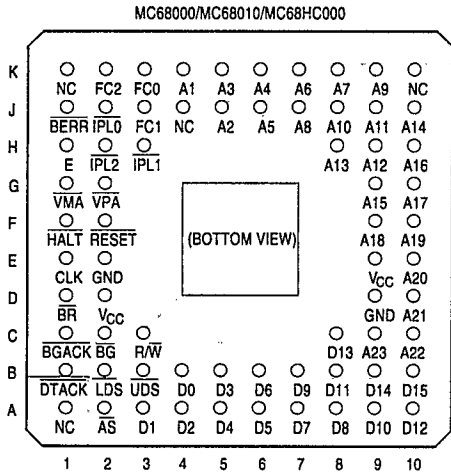 MC68000/MC68010/MC68HC000
K
NC FC2 FC0 A1 A3 A4 A6 A7 A9 NC
J
BERR IPL0 FC1 NC A2 A5 A8 A10 A11 A14
H
E IPL2 IPL1 A13 A12 A16
G
VMA VPA A15 A17
F
HALT RESET (BOTTOM VIEW) A18 A19
E
CLK GND VCC A20
D
BR VCC GND A21
C
BGACK BG R/W D13 A23 A22
B
DTACK LDS UDS D0 D3 D6 D9 D11 D14 D15
A
NC AS D1 D2 D4 D5 D7 D8 D10 D12
1 2 3 4 5 6 7 8 9 10